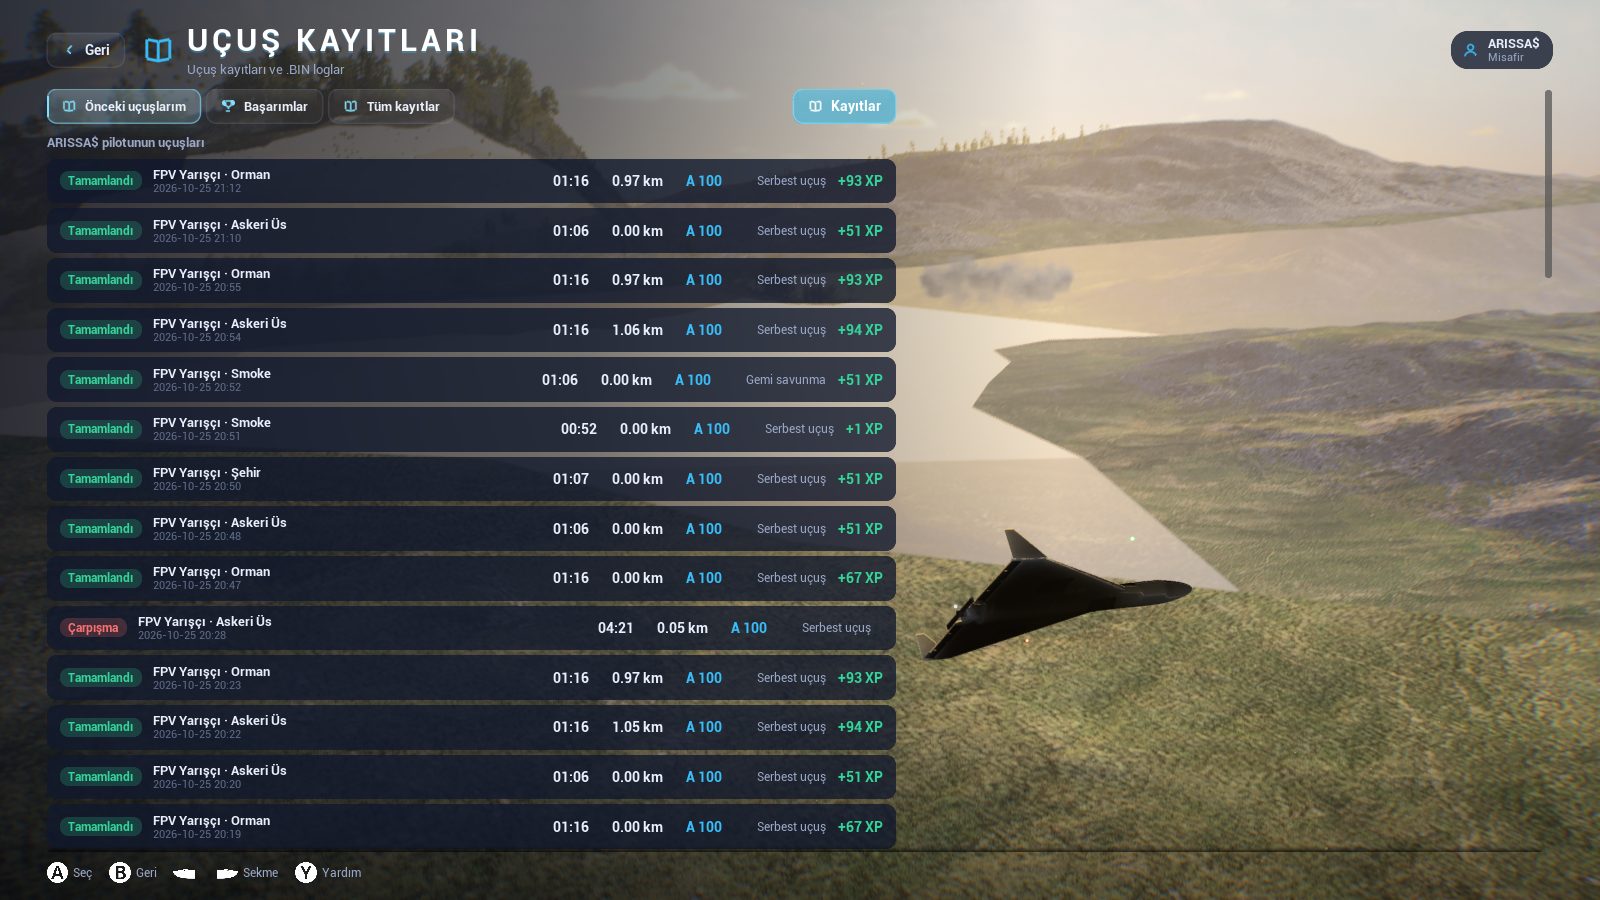 Geri
UÇUŞ KAYITLARI
Uçuş kayıtları ve .BIN loglar
ARISSA$
Misafir
Önceki uçuşlarım
Başarımlar
Tüm kayıtlar
Kayıtlar
ARISSA$ pilotunun uçuşları
Tamamlandı FPV Yarışçı · Orman 01:16 0.97 km A 100 Serbest uçuş +93 XP
2026-10-25 21:12
Tamamlandı FPV Yarışçı · Askeri Üs 01:06 0.00 km A 100 Serbest uçuş +51 XP
2026-10-25 21:10
Tamamlandı FPV Yarışçı · Orman 01:16 0.97 km A 100 Serbest uçuş +93 XP
2026-10-25 20:55
Tamamlandı FPV Yarışçı · Askeri Üs 01:16 1.06 km A 100 Serbest uçuş +94 XP
2026-10-25 20:54
Tamamlandı FPV Yarışçı · Smoke 01:06 0.00 km A 100 Gemi savunma +51 XP
2026-10-25 20:52
Tamamlandı FPV Yarışçı · Smoke 00:52 0.00 km A 100 Serbest uçuş +1 XP
2026-10-25 20:51
Tamamlandı FPV Yarışçı · Şehir 01:07 0.00 km A 100 Serbest uçuş +51 XP
2026-10-25 20:50
Tamamlandı FPV Yarışçı · Askeri Üs 01:06 0.00 km A 100 Serbest uçuş +51 XP
2026-10-25 20:48
Tamamlandı FPV Yarışçı · Orman 01:16 0.00 km A 100 Serbest uçuş +67 XP
2026-10-25 20:47
Çarpışma FPV Yarışçı · Askeri Üs 04:21 0.05 km A 100 Serbest uçuş
2026-10-25 20:28
Tamamlandı FPV Yarışçı · Orman 01:16 0.97 km A 100 Serbest uçuş +93 XP
2026-10-25 20:23
Tamamlandı FPV Yarışçı · Askeri Üs 01:16 1.05 km A 100 Serbest uçuş +94 XP
2026-10-25 20:22
Tamamlandı FPV Yarışçı · Askeri Üs 01:06 0.00 km A 100 Serbest uçuş +51 XP
2026-10-25 20:20
Tamamlandı FPV Yarışçı · Orman 01:16 0.00 km A 100 Serbest uçuş +67 XP
2026-10-25 20:19
A Seç B Geri Sekme Y Yardım